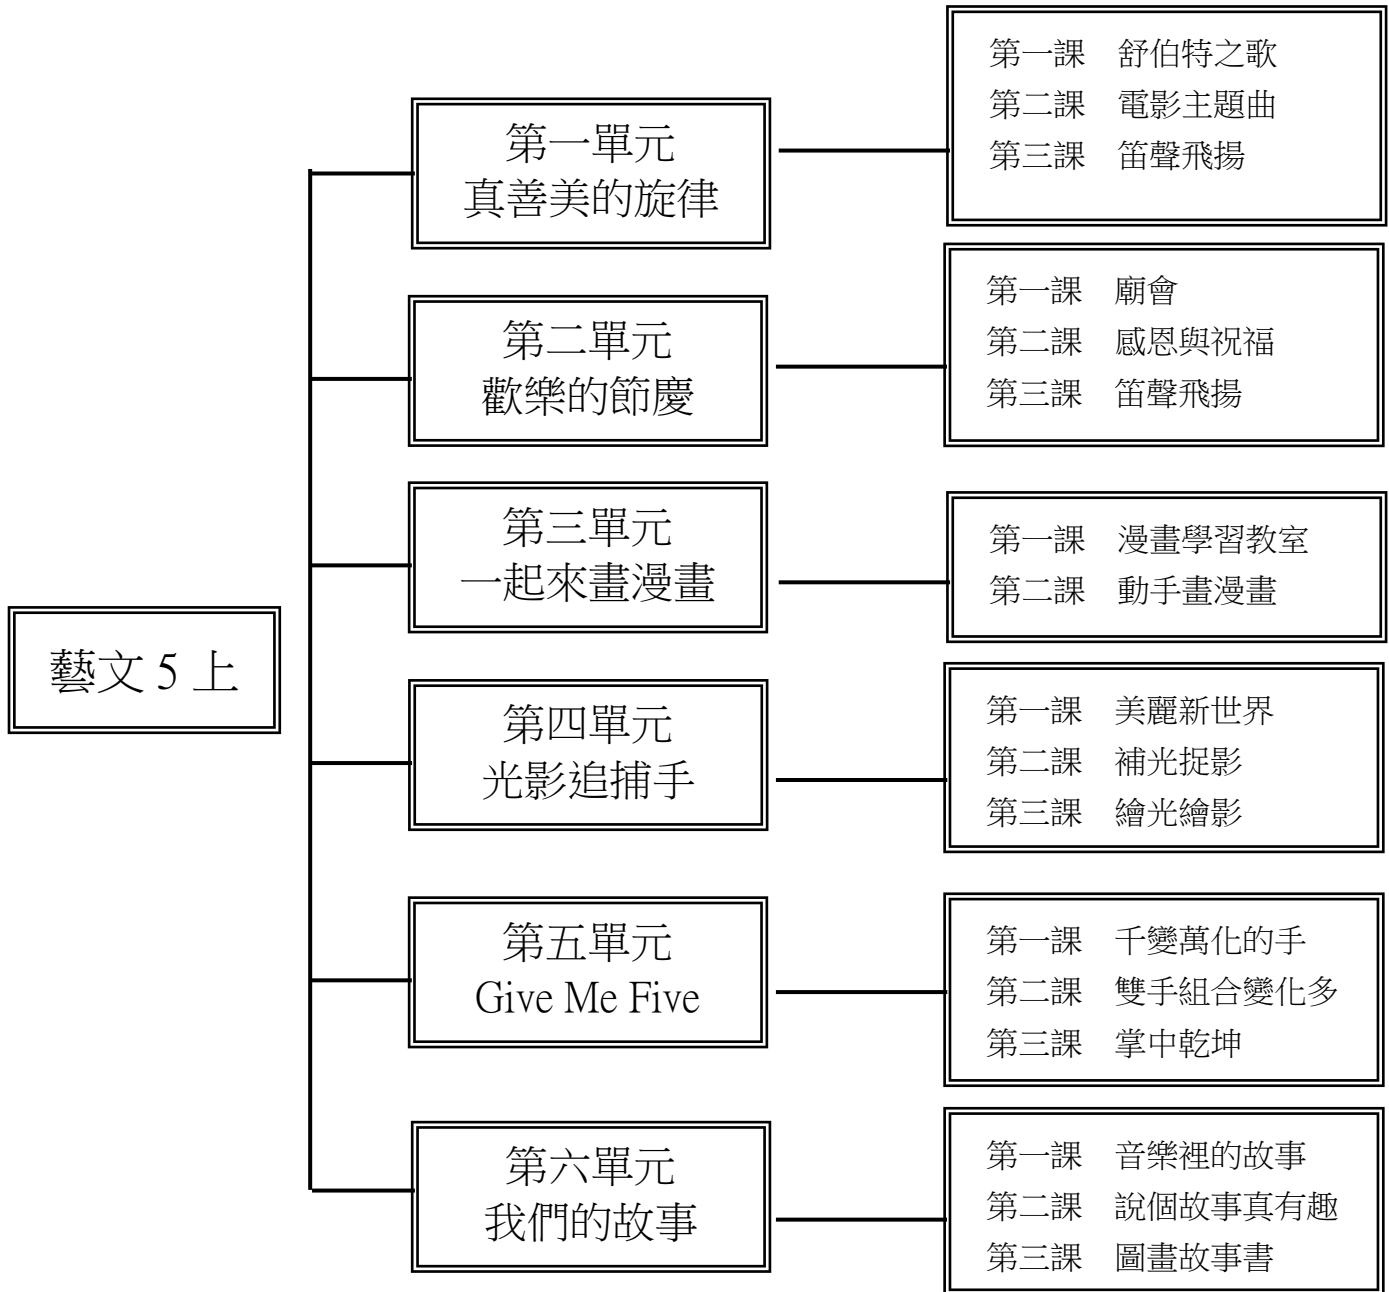 藝文 5 上
第一單元
真善美的旋律
第一課　舒伯特之歌
第二課　電影主題曲
第三課　笛聲飛揚
第二單元
歡樂的節慶
第一課　廟會
第二課　感恩與祝福
第三課　笛聲飛揚
第三單元
一起來畫漫畫
第一課　漫畫學習教室
第二課　動手畫漫畫
第四單元
光影追捕手
第一課　美麗新世界
第二課　補光捉影
第三課　繪光繪影
第五單元
Give Me Five
第一課　千變萬化的手
第二課　雙手組合變化多
第三課　掌中乾坤
第六單元
我們的故事
第一課　音樂裡的故事
第二課　說個故事真有趣
第三課　圖畫故事書